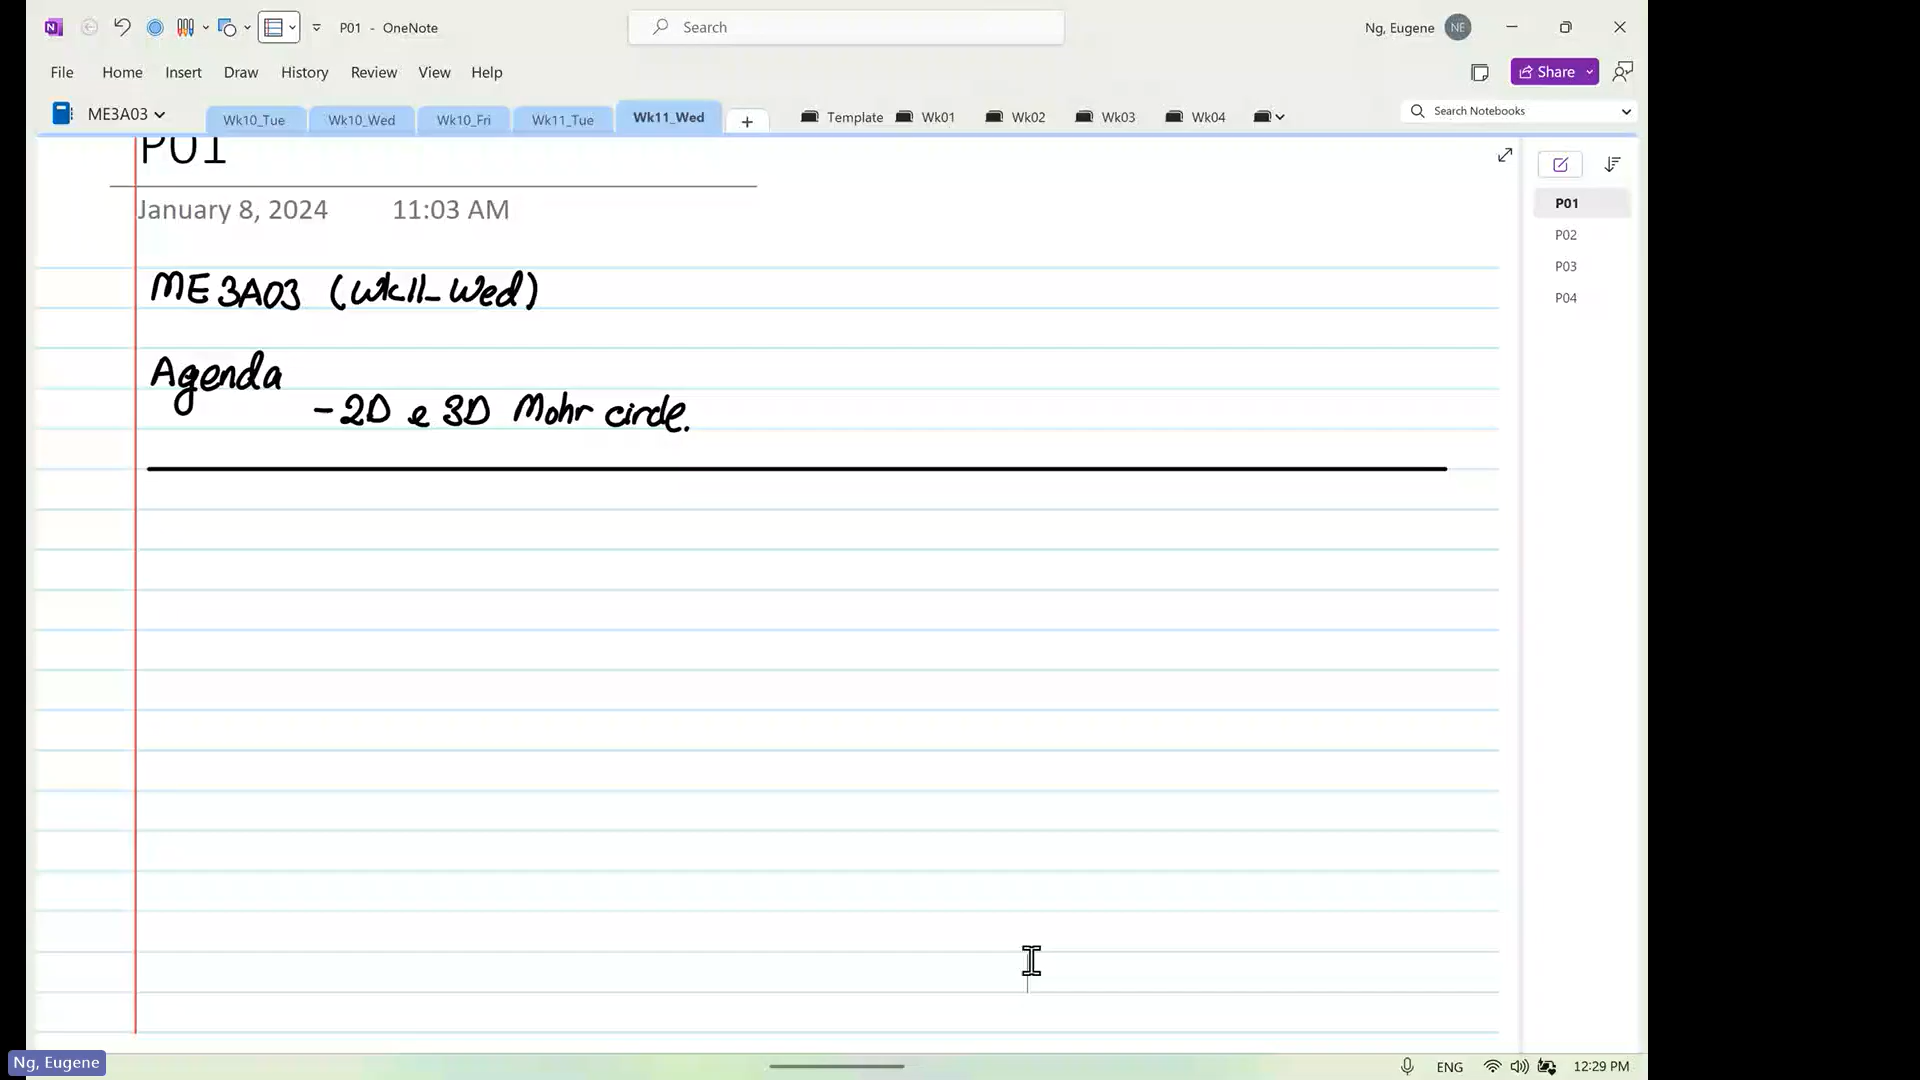 P01 - OneNote
Search
Ng, Eugene NE
File Home Insert Draw History Review View Help
Share
ME3A03
Wk10_Tue Wk10_Wed Wk10_Fri Wk11_Tue Wk11_Wed + Template Wk01 Wk02 Wk03 Wk04
Search Notebooks
P01
January 8, 2024 11:03 AM
ME3A03 (Wk11_Wed)
Agenda
- 2D & 3D Mohr circle.
P01
P02
P03
P04
Ng, Eugene
ENG 12:29 PM